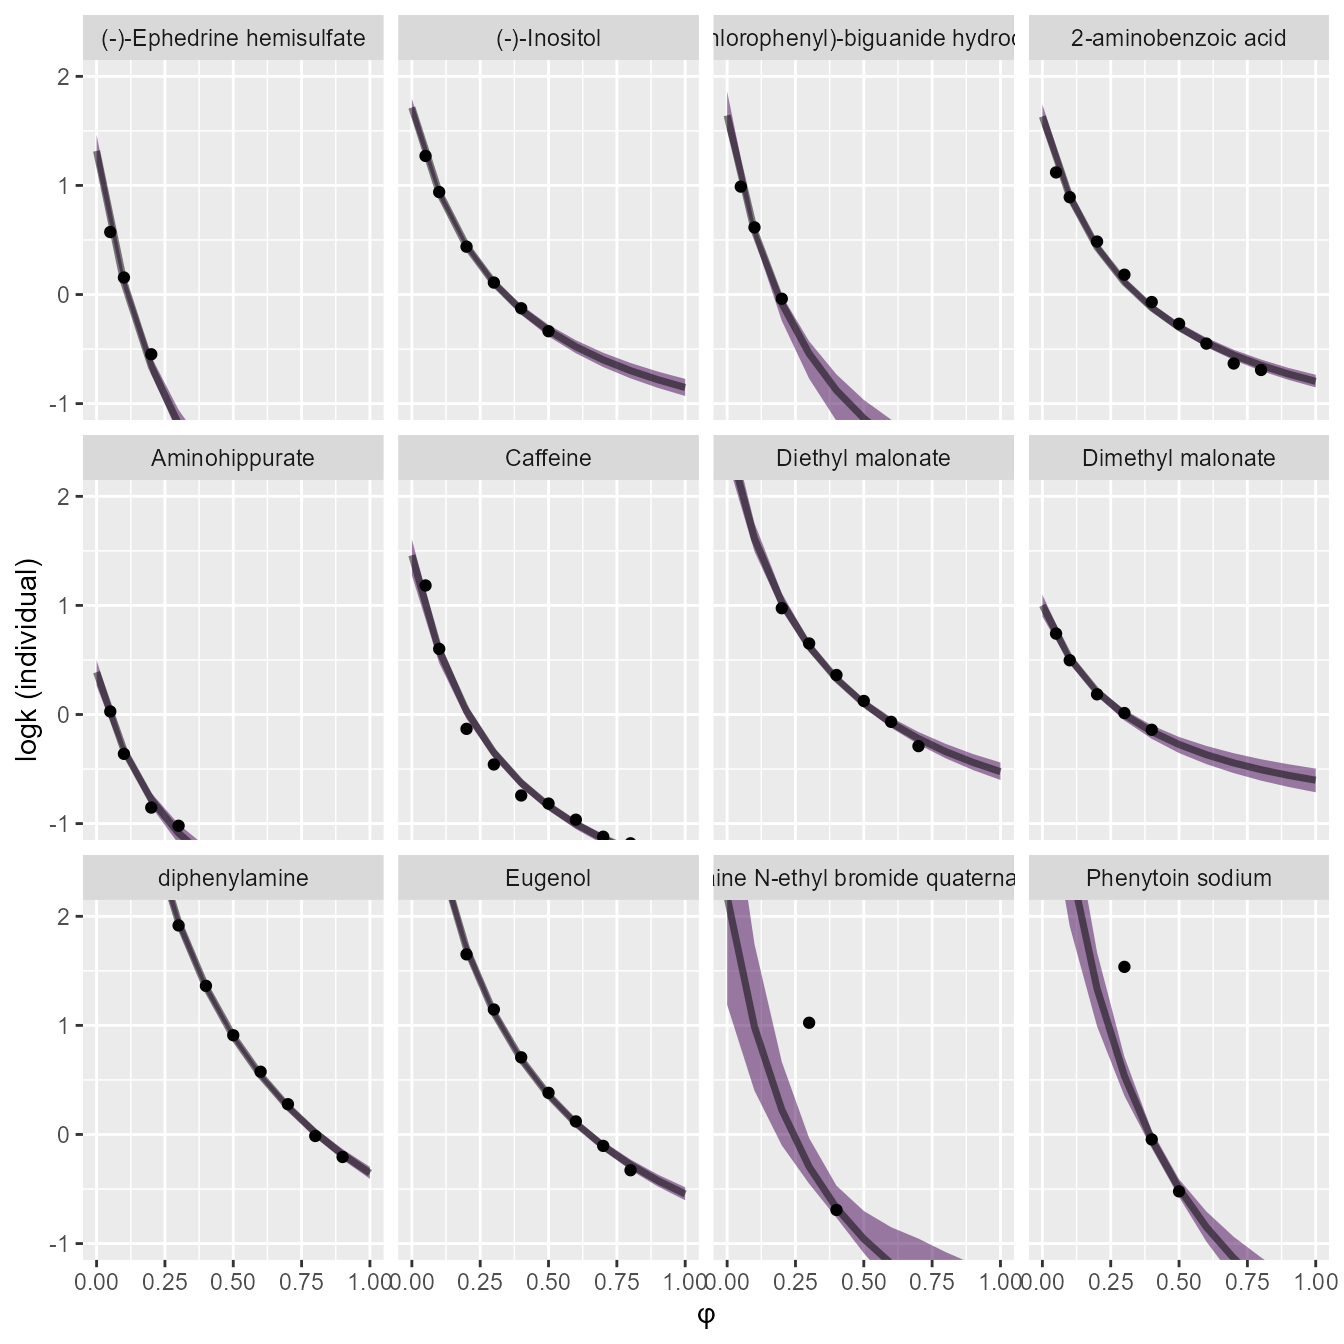 (-)-Ephedrine hemisulfate
(-)-Inositol
hlorophenyl)-biguanide hydroc
2-aminobenzoic acid
2
1
0
-1
Aminohippurate
Caffeine
Diethyl malonate
Dimethyl malonate
2
1
0
-1
logk (individual)
diphenylamine
Eugenol
ine N-ethyl bromide quaterna
Phenytoin sodium
2
1
0
-1
0.00 0.25 0.50 0.75 1.00
0.00 0.25 0.50 0.75 1.00
0.00 0.25 0.50 0.75 1.00
0.00 0.25 0.50 0.75 1.00
φ